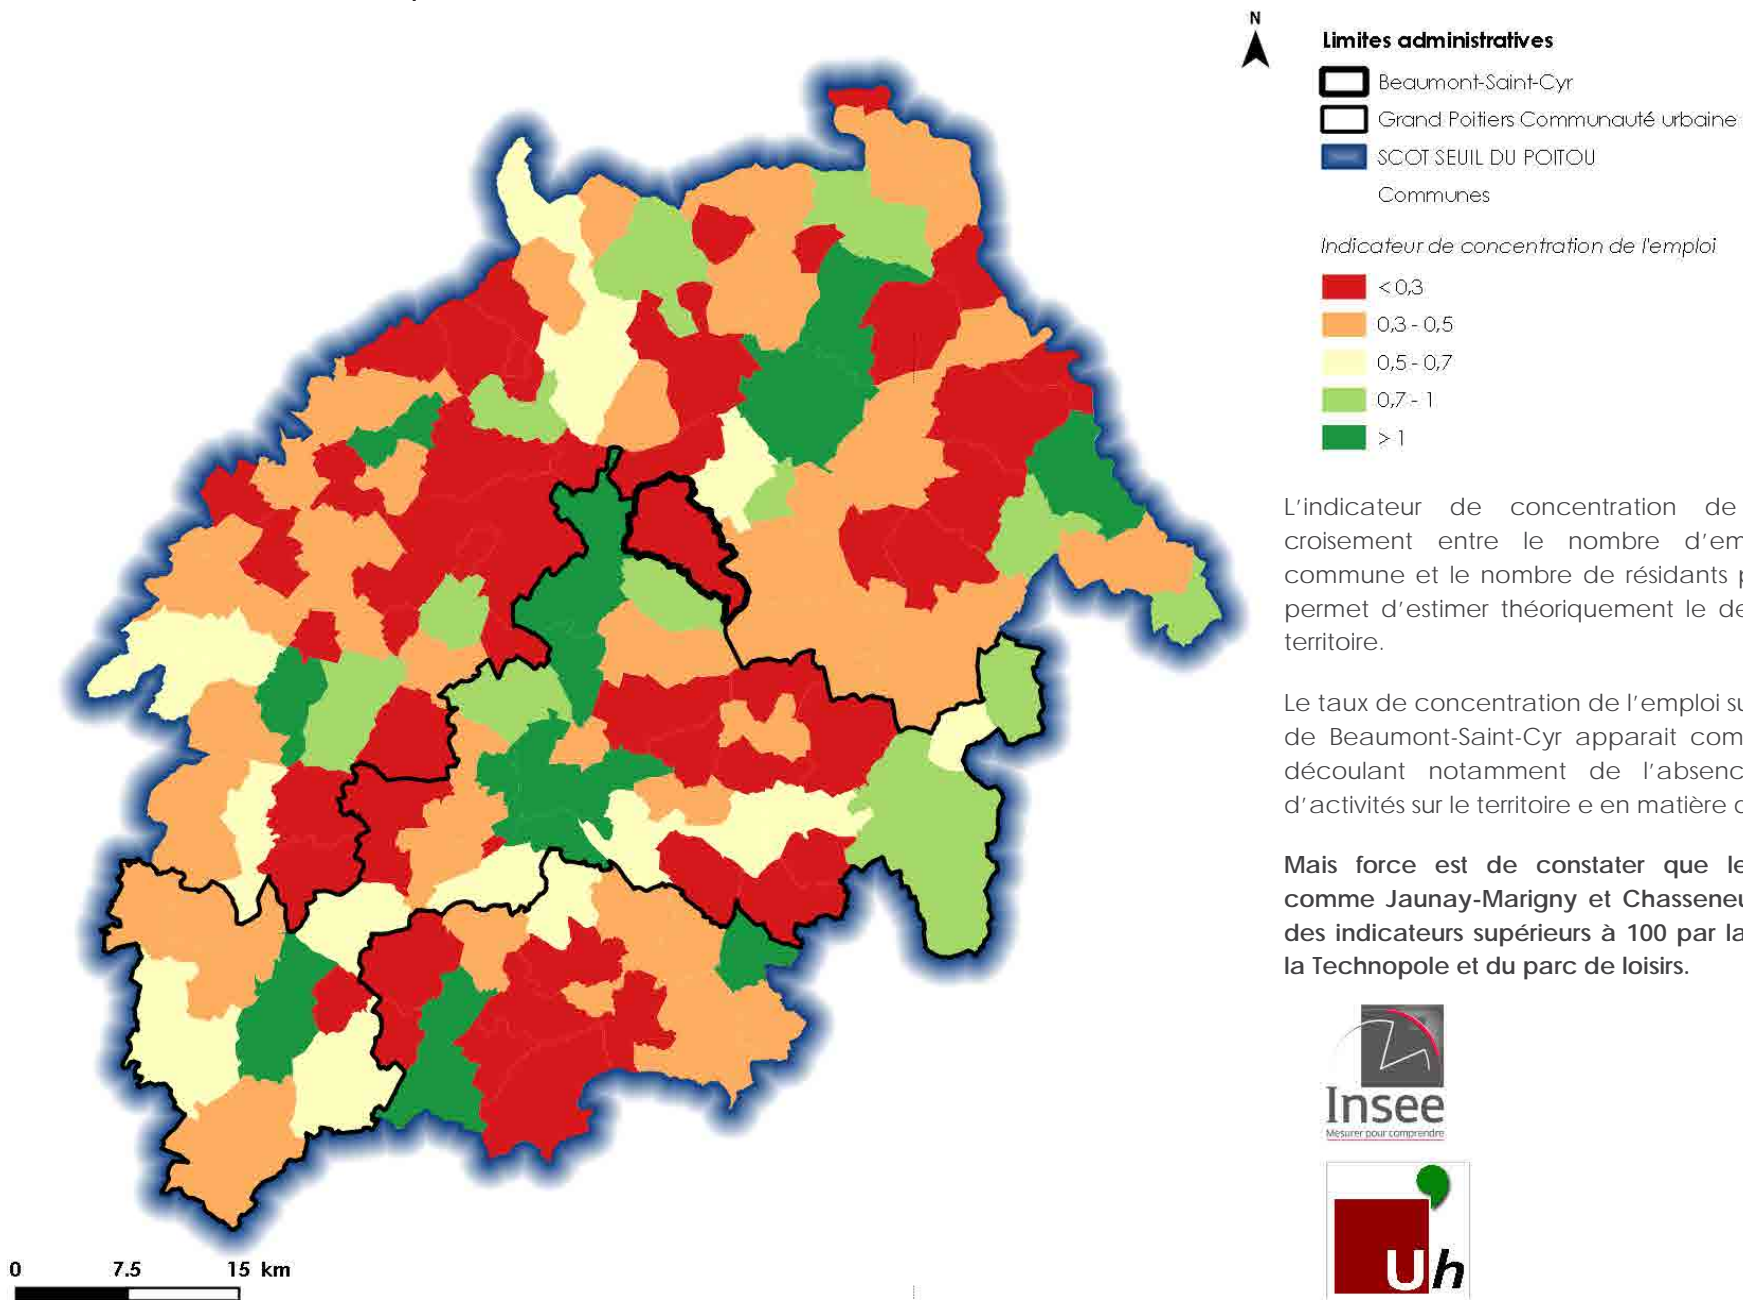 N
Limites administratives
Beaumont-Saint-Cyr
Grand Poitiers Communauté urbaine
SCOT SEUIL DU POITOU
Communes
Indicateur de concentration de l'emploi
< 0,3
0,3 - 0,5
0,5 - 0,7
0,7 - 1
> 1
L'indicateur de concentration de
croisement entre le nombre d'em
commune et le nombre de résidants p
permet d'estimer théoriquement le de
territoire.
Le taux de concentration de l'emploi su
de Beaumont-Saint-Cyr apparait com
découlant notamment de l'absenc
d'activités sur le territoire e en matière d
Mais force est de constater que le
comme Jaunay-Marigny et Chasseneu
des indicateurs supérieurs à 100 par la
la Technopole et du parc de loisirs.
Insee
Mesurer pour comprendre
Uh
0 7.5 15 km